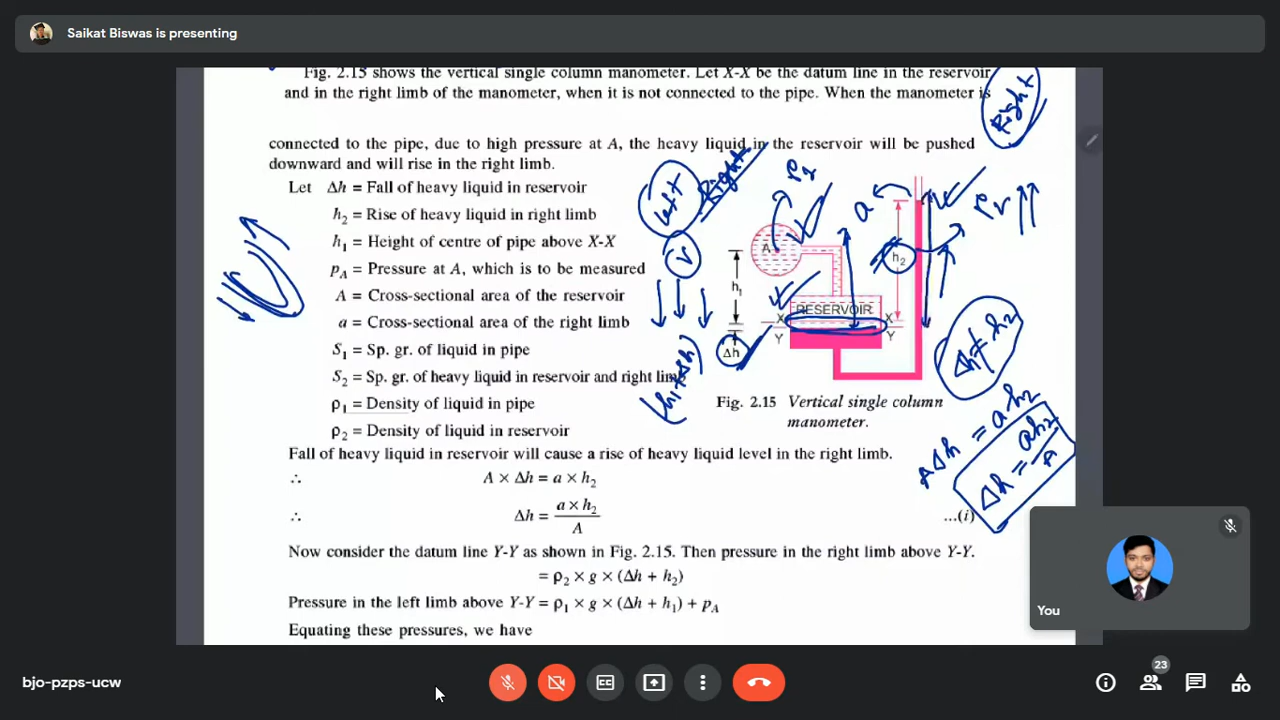 Saikat Biswas is presenting
Fig. 2.15 shows the vertical single column manometer. Let X-X be the datum line in the reservoir
and in the right limb of the manometer, when it is not connected to the pipe. When the manometer is
Right
connected to the pipe, due to high pressure at A, the heavy liquid in the reservoir will be pushed
downward and will rise in the right limb.
Let Δh = Fall of heavy liquid in reservoir
h₂ = Rise of heavy liquid in right limb
h₁ = Height of centre of pipe above X-X
p_A = Pressure at A, which is to be measured
A = Cross-sectional area of the reservoir
a = Cross-sectional area of the right limb
S₁ = Sp. gr. of liquid in pipe
S₂ = Sp. gr. of heavy liquid in reservoir and right limb
ρ₁ = Density of liquid in pipe
ρ₂ = Density of liquid in reservoir
Left
Right
a
A
h₂
h₁
RESERVOIR
X X
Y Y
Δh
(h₁+Δh)
Δh ≠ h₂
Fig. 2.15 Vertical single column
manometer.
AΔh = ah₂
Δh = ah₂/A
Fall of heavy liquid in reservoir will cause a rise of heavy liquid level in the right limb.
∴ A × Δh = a × h₂
∴ Δh = a × h₂ / A ...(i)
Now consider the datum line Y-Y as shown in Fig. 2.15. Then pressure in the right limb above Y-Y.
= ρ₂ × g × (Δh + h₂)
Pressure in the left limb above Y-Y = ρ₁ × g × (Δh + h₁) + p_A
Equating these pressures, we have
You
bjo-pzps-ucw
23